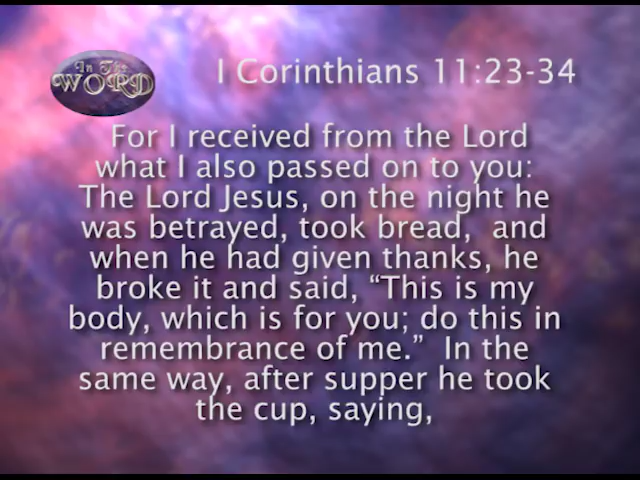 In The
WORD
I Corinthians 11:23-34
For I received from the Lord
what I also passed on to you:
The Lord Jesus, on the night he
was betrayed, took bread,  and
when he had given thanks, he
broke it and said, “This is my
body, which is for you; do this in
remembrance of me.”  In the
same way, after supper he took
the cup, saying,